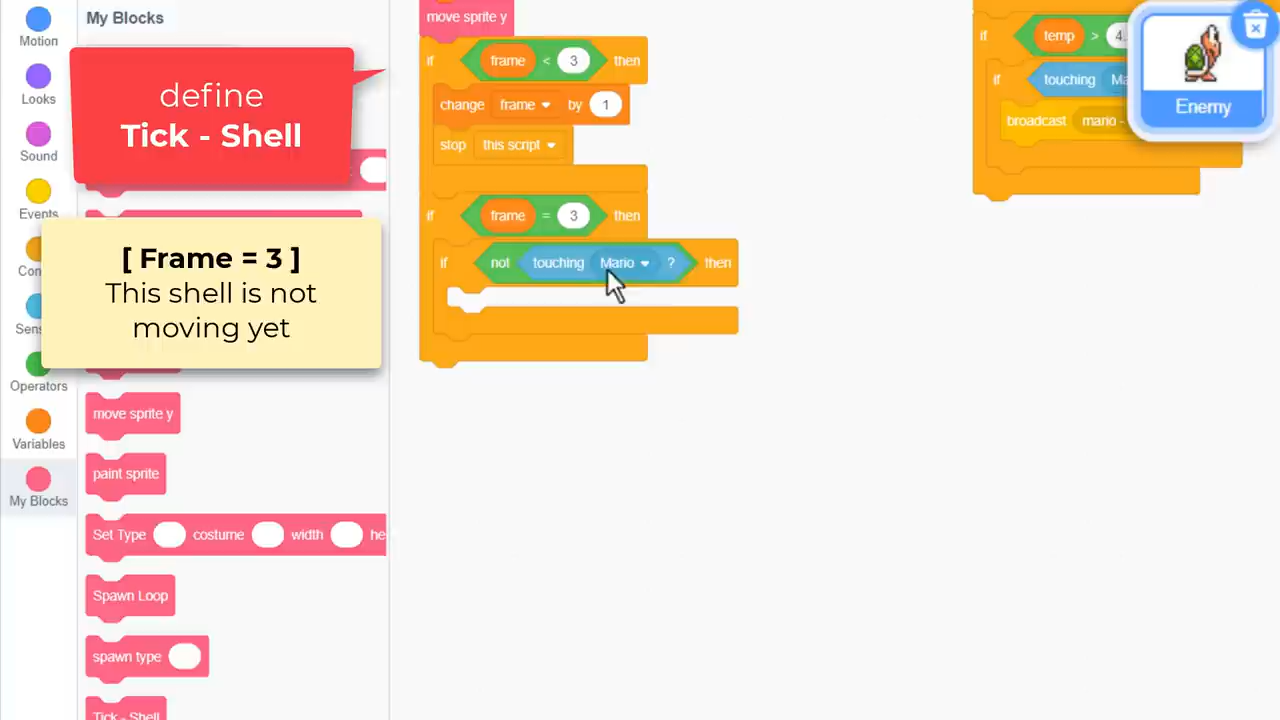 My Blocks
Motion
Looks
Sound
Events
Operators
Variables
My Blocks
define
Tick - Shell
[ Frame = 3 ]
This shell is not
moving yet
move sprite y
paint sprite
Set Type costume width
Spawn Loop
spawn type
Tick - Shell
move sprite y
if frame < 3 then
change frame by 1
stop this script
if frame = 3 then
if not touching Mario ? then
if temp >
if touching
broadcast mario -
Enemy